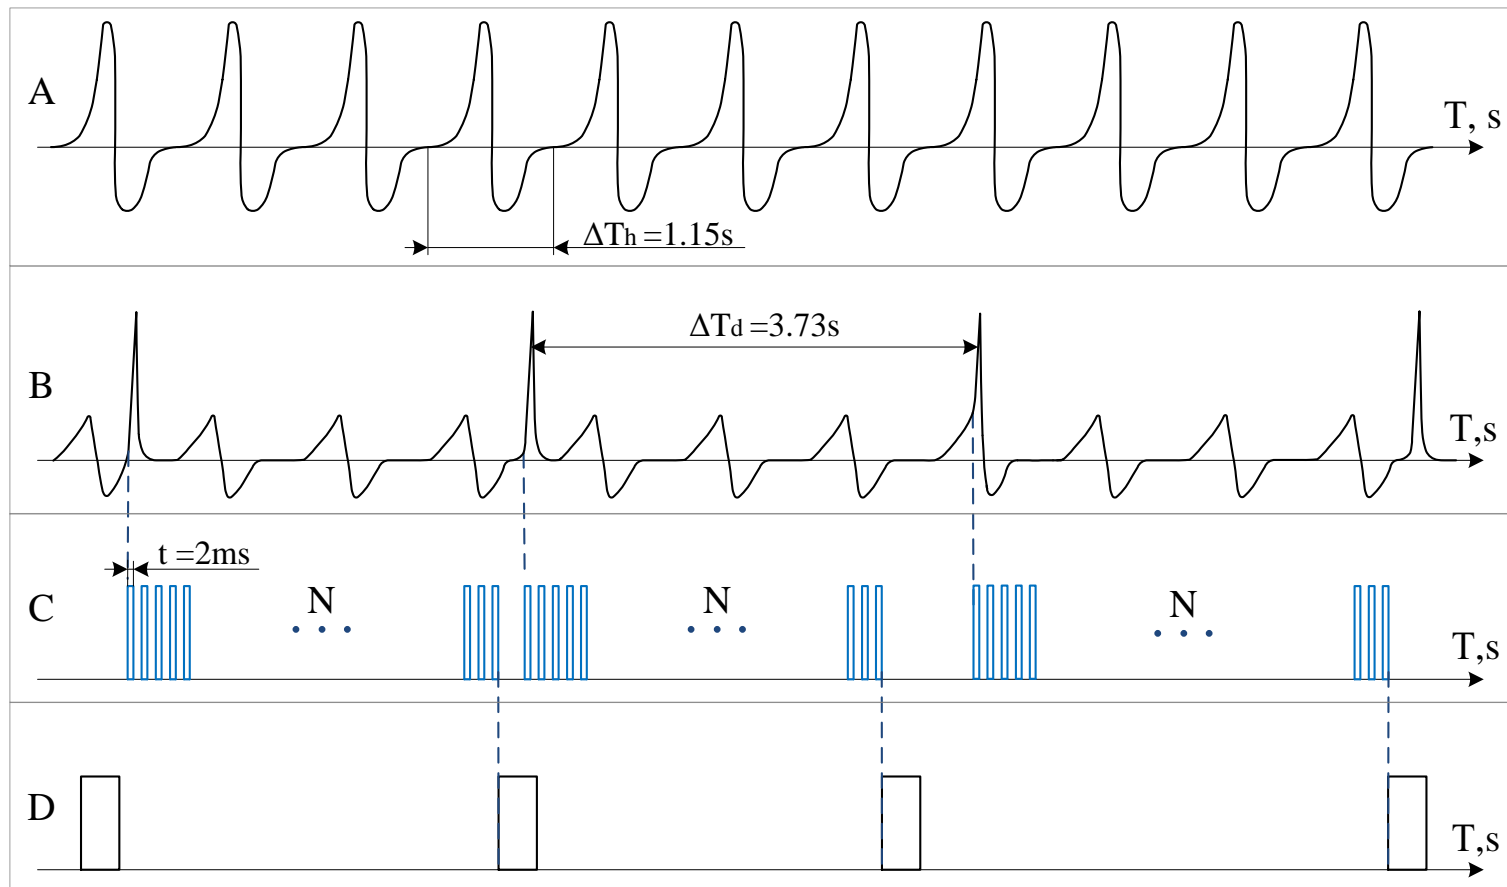 A
T, s
ΔTh =1.15s
B
ΔTd =3.73s
T,s
C
t =2ms
N
N
N
T,s
D
T,s